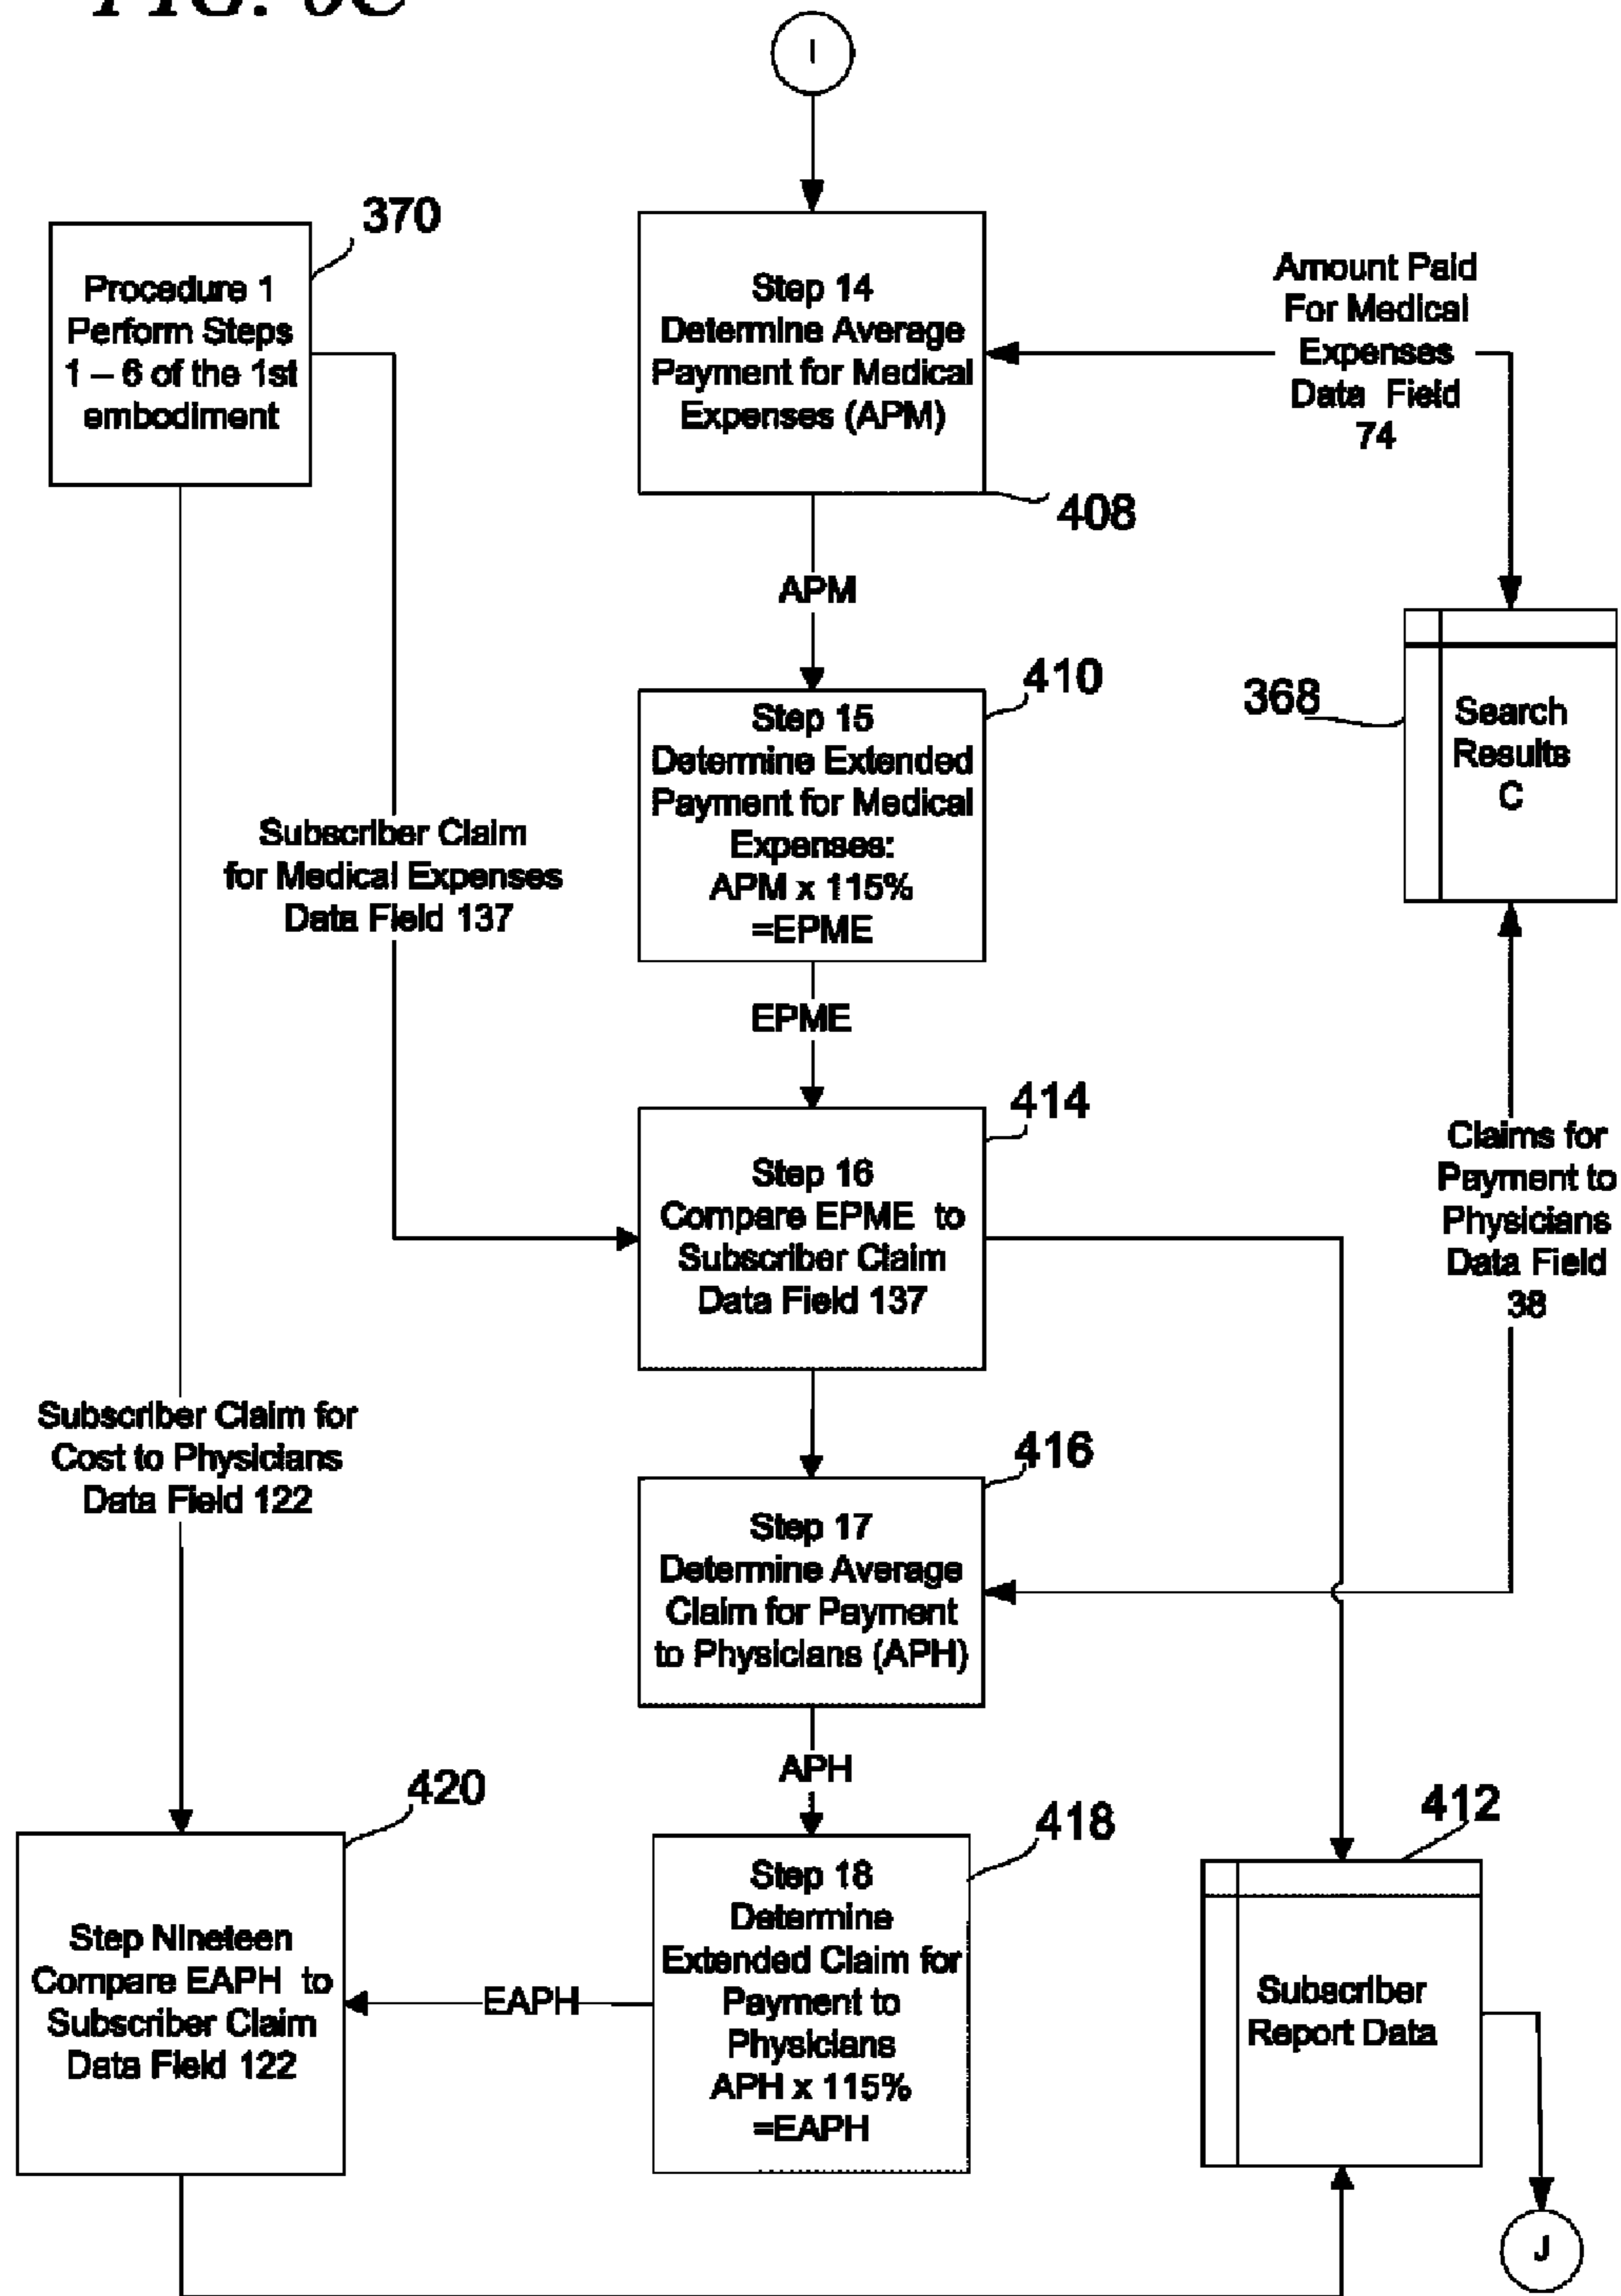 FIG. 6C
I
370
Procedure 1
Perform Steps
1 – 6 of the 1st
embodiment
Step 14
Determine Average
Payment for Medical
Expenses (APM)
408
Amount Paid
For Medical
Expenses
Data Field
74
APM
410
Step 15
Determine Extended
Payment for Medical
Expenses:
APM x 115%
=EPME
368
Search
Results
C
Subscriber Claim
for Medical Expenses
Data Field 137
EPME
414
Step 16
Compare EPME to
Subscriber Claim
Data Field 137
Claims for
Payment to
Physicians
Data Field
38
Subscriber Claim for
Cost to Physicians
Data Field 122
416
Step 17
Determine Average
Claim for Payment
to Physicians (APH)
APH
420
Step Nineteen
Compare EAPH to
Subscriber Claim
Data Field 122
EAPH
418
Step 18
Determine
Extended Claim for
Payment to
Physicians
APH x 115%
=EAPH
412
Subscriber
Report Data
J